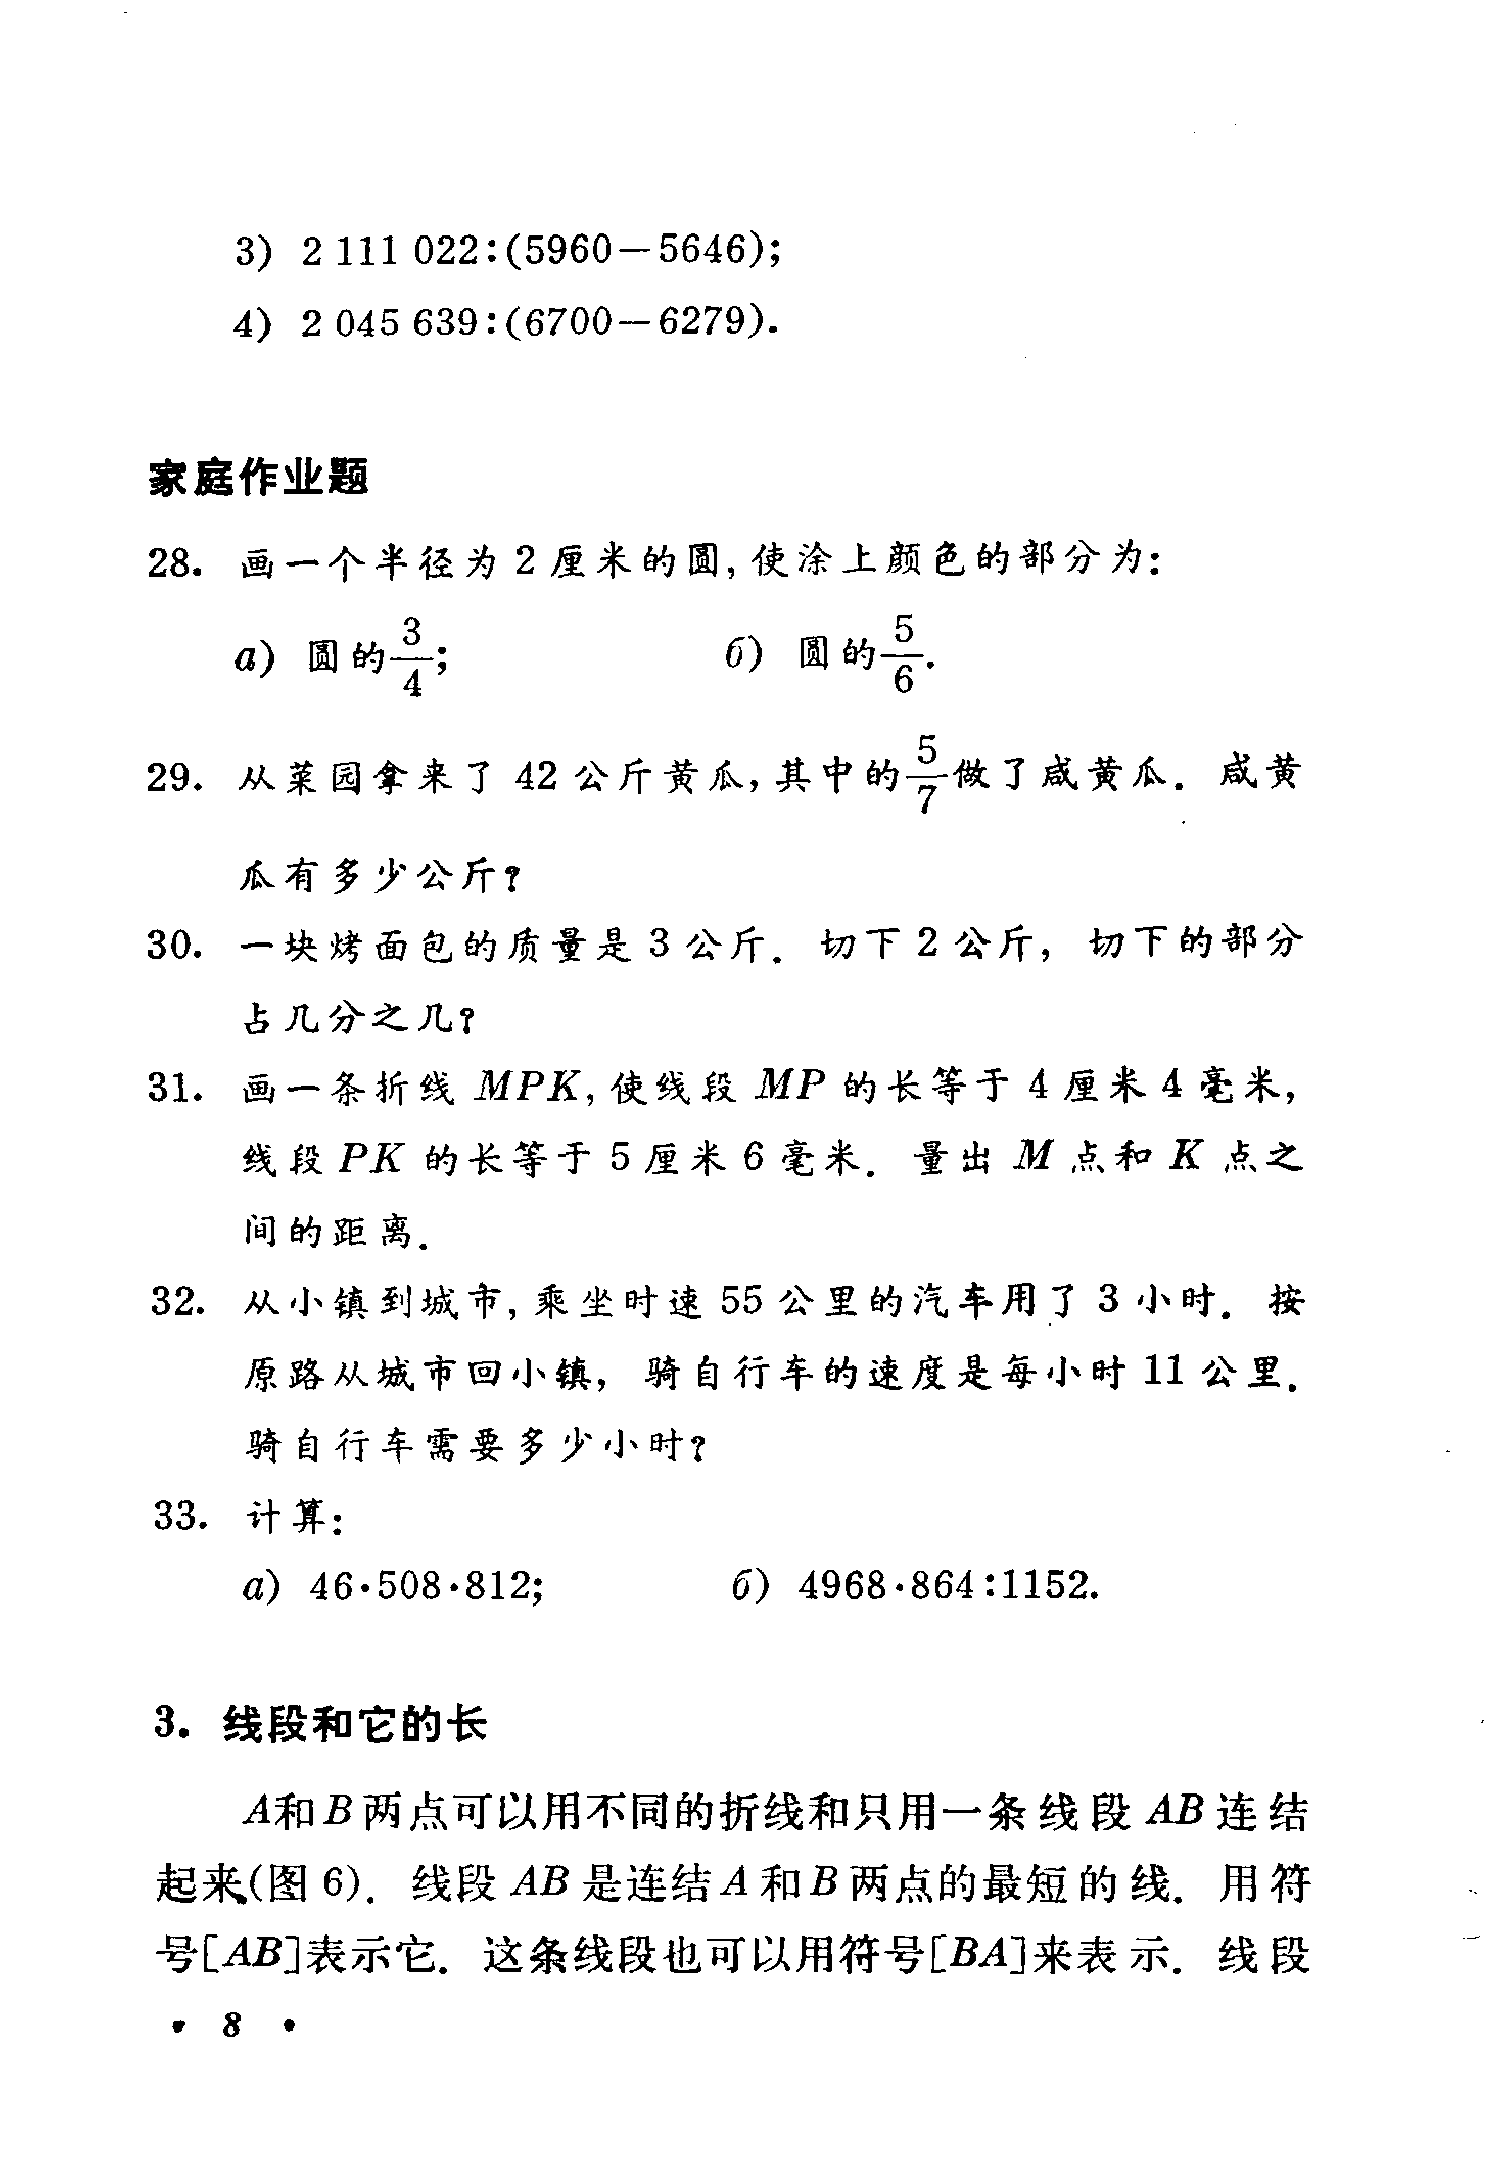 3) 2 111 022:(5960－5646);
4) 2 045 639:(6700－6279).
家庭作业题
28. 画一个半径为 2 厘米的圆, 使涂上颜色的部分为:
а) 圆的3/4; б) 圆的5/6.
29. 从菜园拿来了 42 公斤黄瓜, 其中的5/7做了咸黄瓜. 咸黄
瓜有多少公斤?
30. 一块烤面包的质量是 3 公斤. 切下 2 公斤, 切下的部分
占几分之几?
31. 画一条折线 MPK, 使线段 MP 的长等于 4 厘米 4 毫米,
线段 PK 的长等于 5 厘米 6 毫米. 量出 M 点和 K 点之
间的距离.
32. 从小镇到城市, 乘坐时速 55 公里的汽车用了 3 小时. 按
原路从城市回小镇, 骑自行车的速度是每小时 11 公里.
骑自行车需要多少小时?
33. 计算:
а) 46·508·812; б) 4968·864:1152.
3. 线段和它的长
A和B两点可以用不同的折线和只用一条线段 AB 连结
起来(图 6). 线段 AB 是连结 A 和 B 两点的最短的线. 用符
号[AB]表示它. 这条线段也可以用符号[BA]来表示. 线段
· 8 ·